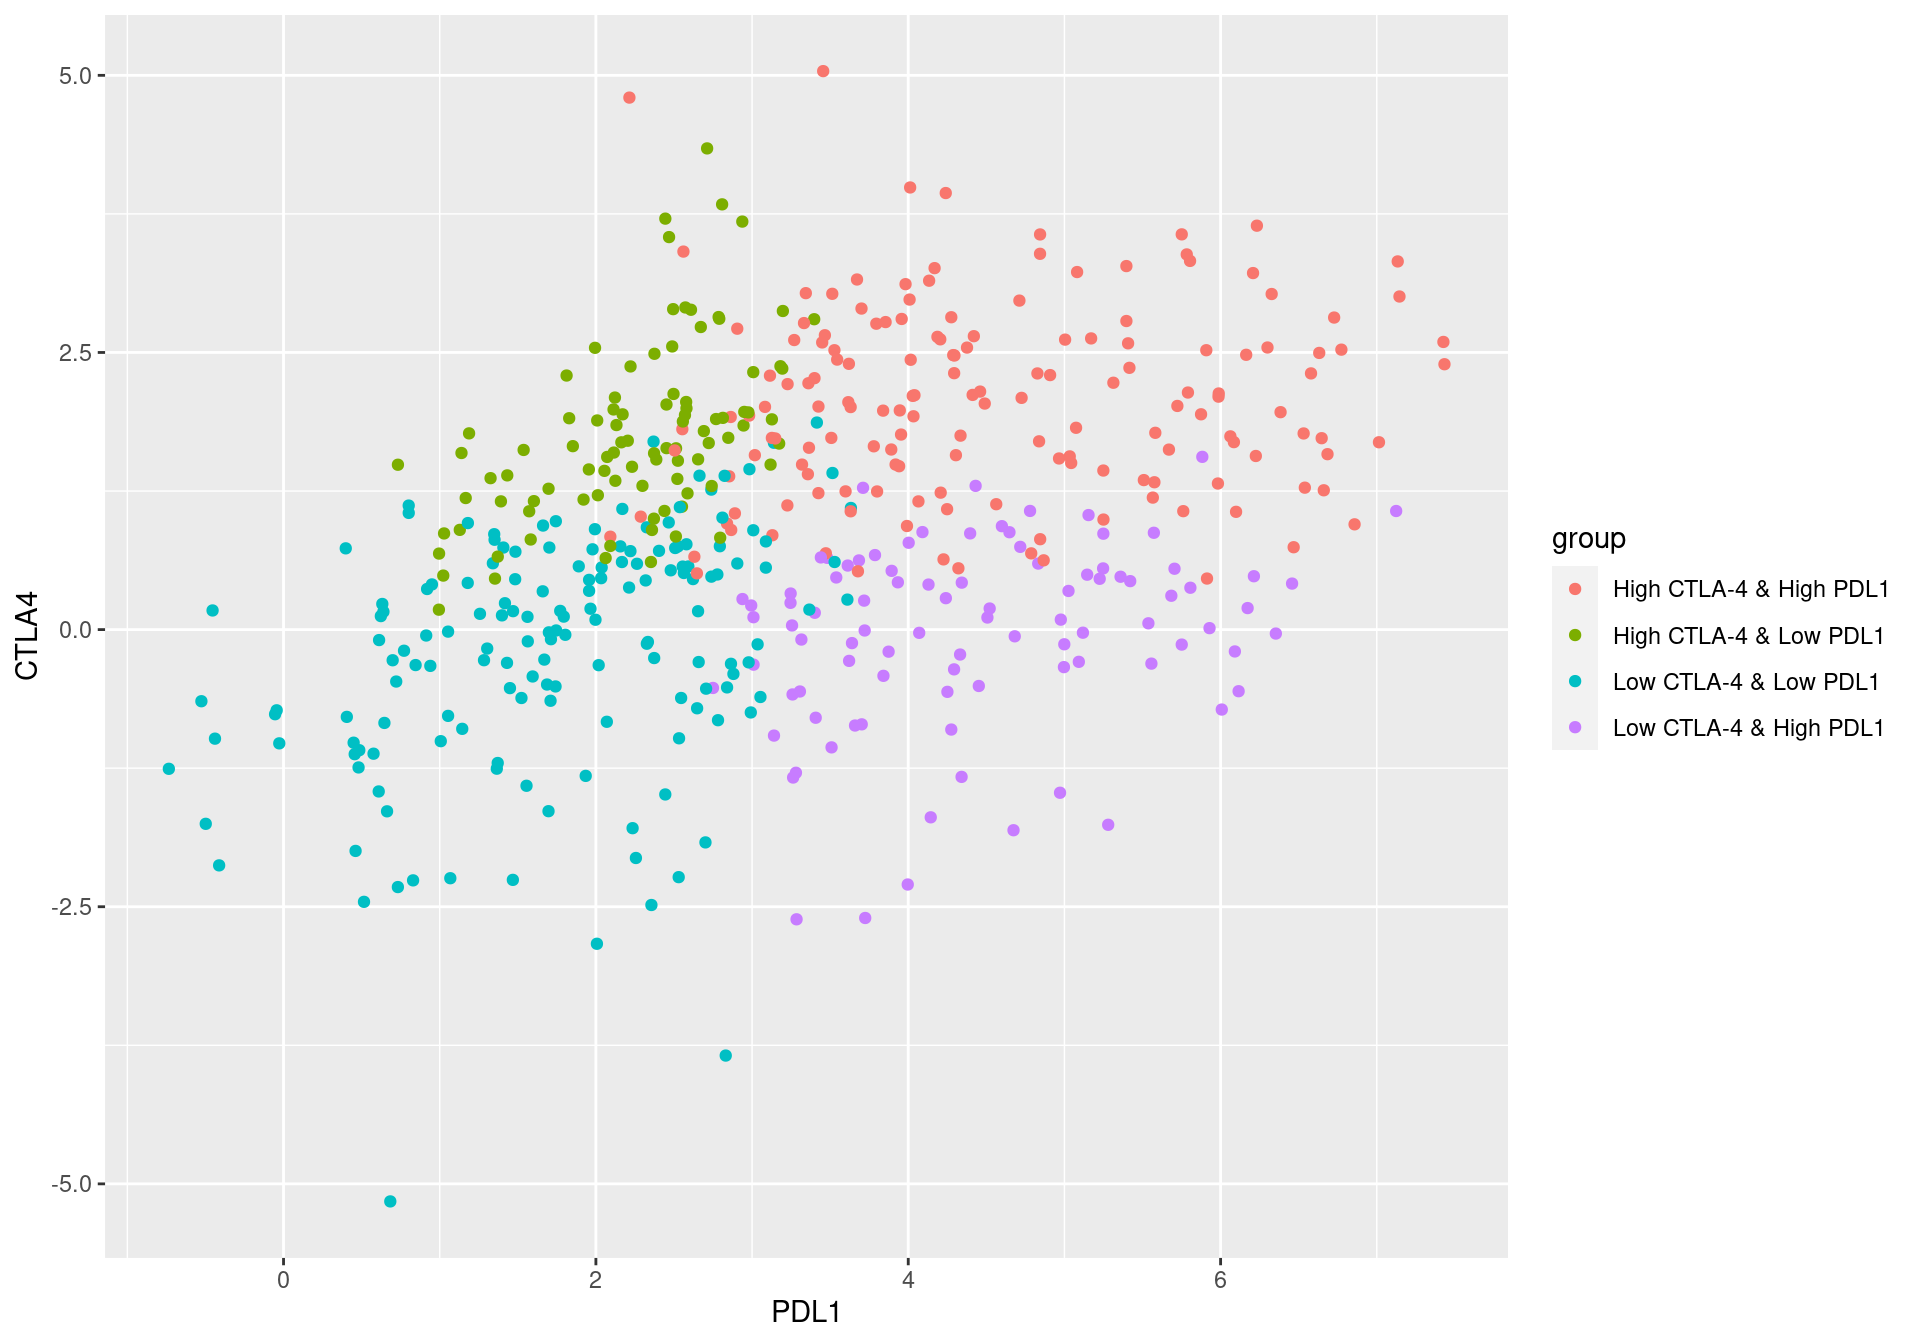 5.0
2.5
0.0
-2.5
-5.0
CTLA4
0
2
4
6
PDL1
group
High CTLA-4 & High PDL1
High CTLA-4 & Low PDL1
Low CTLA-4 & Low PDL1
Low CTLA-4 & High PDL1